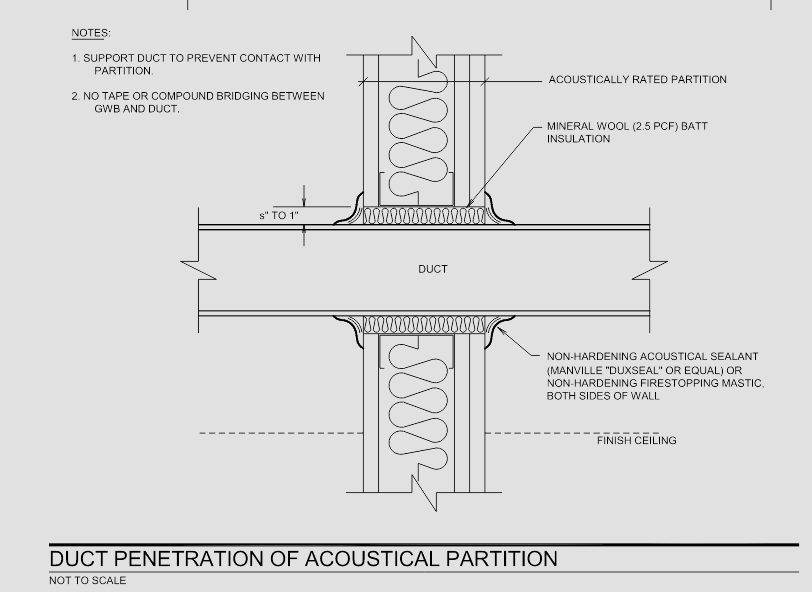 NOTES:
1. SUPPORT DUCT TO PREVENT CONTACT WITH
PARTITION.
2. NO TAPE OR COMPOUND BRIDGING BETWEEN
GWB AND DUCT.
ACOUSTICALLY RATED PARTITION
MINERAL WOOL (2.5 PCF) BATT
INSULATION
s" TO 1"
DUCT
NON-HARDENING ACOUSTICAL SEALANT
(MANVILLE "DUXSEAL" OR EQUAL) OR
NON-HARDENING FIRESTOPPING MASTIC,
BOTH SIDES OF WALL
FINISH CEILING
DUCT PENETRATION OF ACOUSTICAL PARTITION
NOT TO SCALE